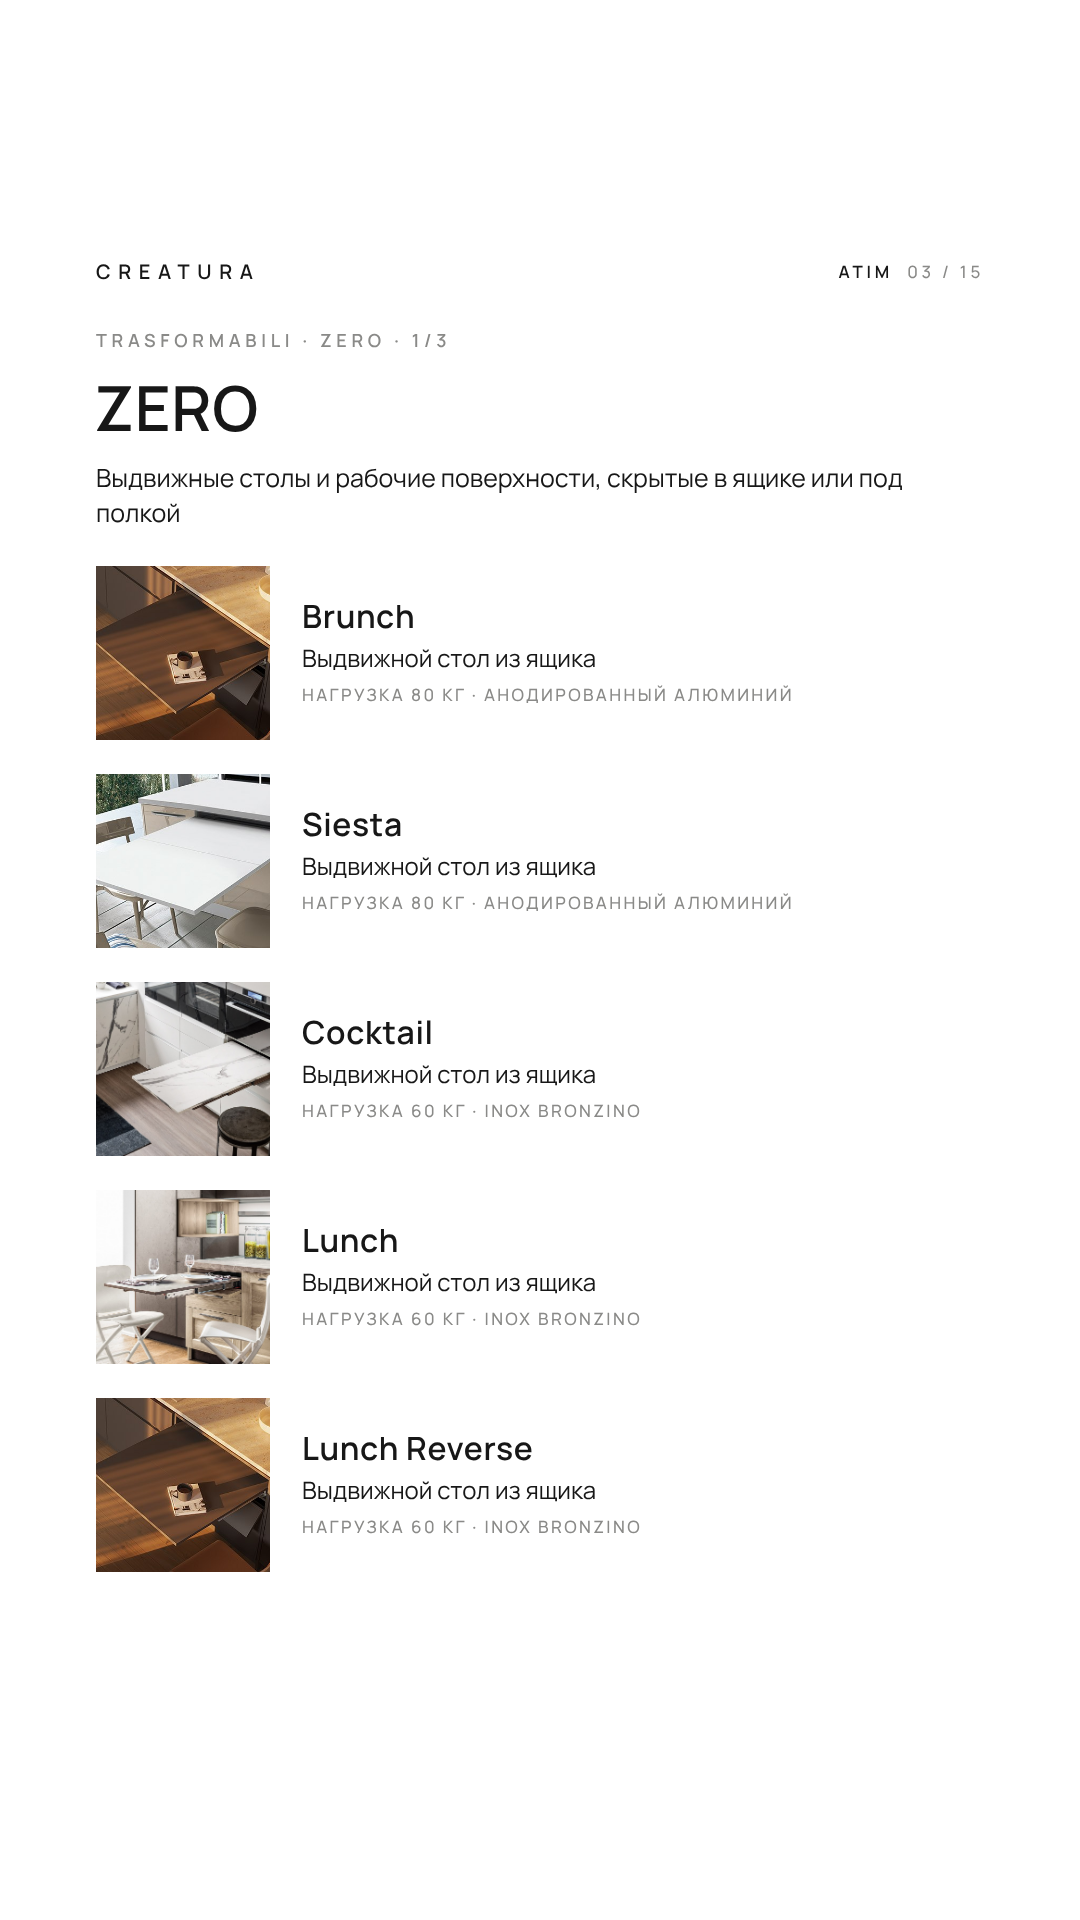 CREATURA
ATIM 03 / 15
TRASFORMABILI · ZERO · 1/3
ZERO
Выдвижные столы и рабочие поверхности, скрытые в ящике или под
полкой
Brunch
Выдвижной стол из ящика
НАГРУЗКА 80 КГ · АНОДИРОВАННЫЙ АЛЮМИНИЙ
Siesta
Выдвижной стол из ящика
НАГРУЗКА 80 КГ · АНОДИРОВАННЫЙ АЛЮМИНИЙ
Cocktail
Выдвижной стол из ящика
НАГРУЗКА 60 КГ · INOX BRONZINO
Lunch
Выдвижной стол из ящика
НАГРУЗКА 60 КГ · INOX BRONZINO
Lunch Reverse
Выдвижной стол из ящика
НАГРУЗКА 60 КГ · INOX BRONZINO